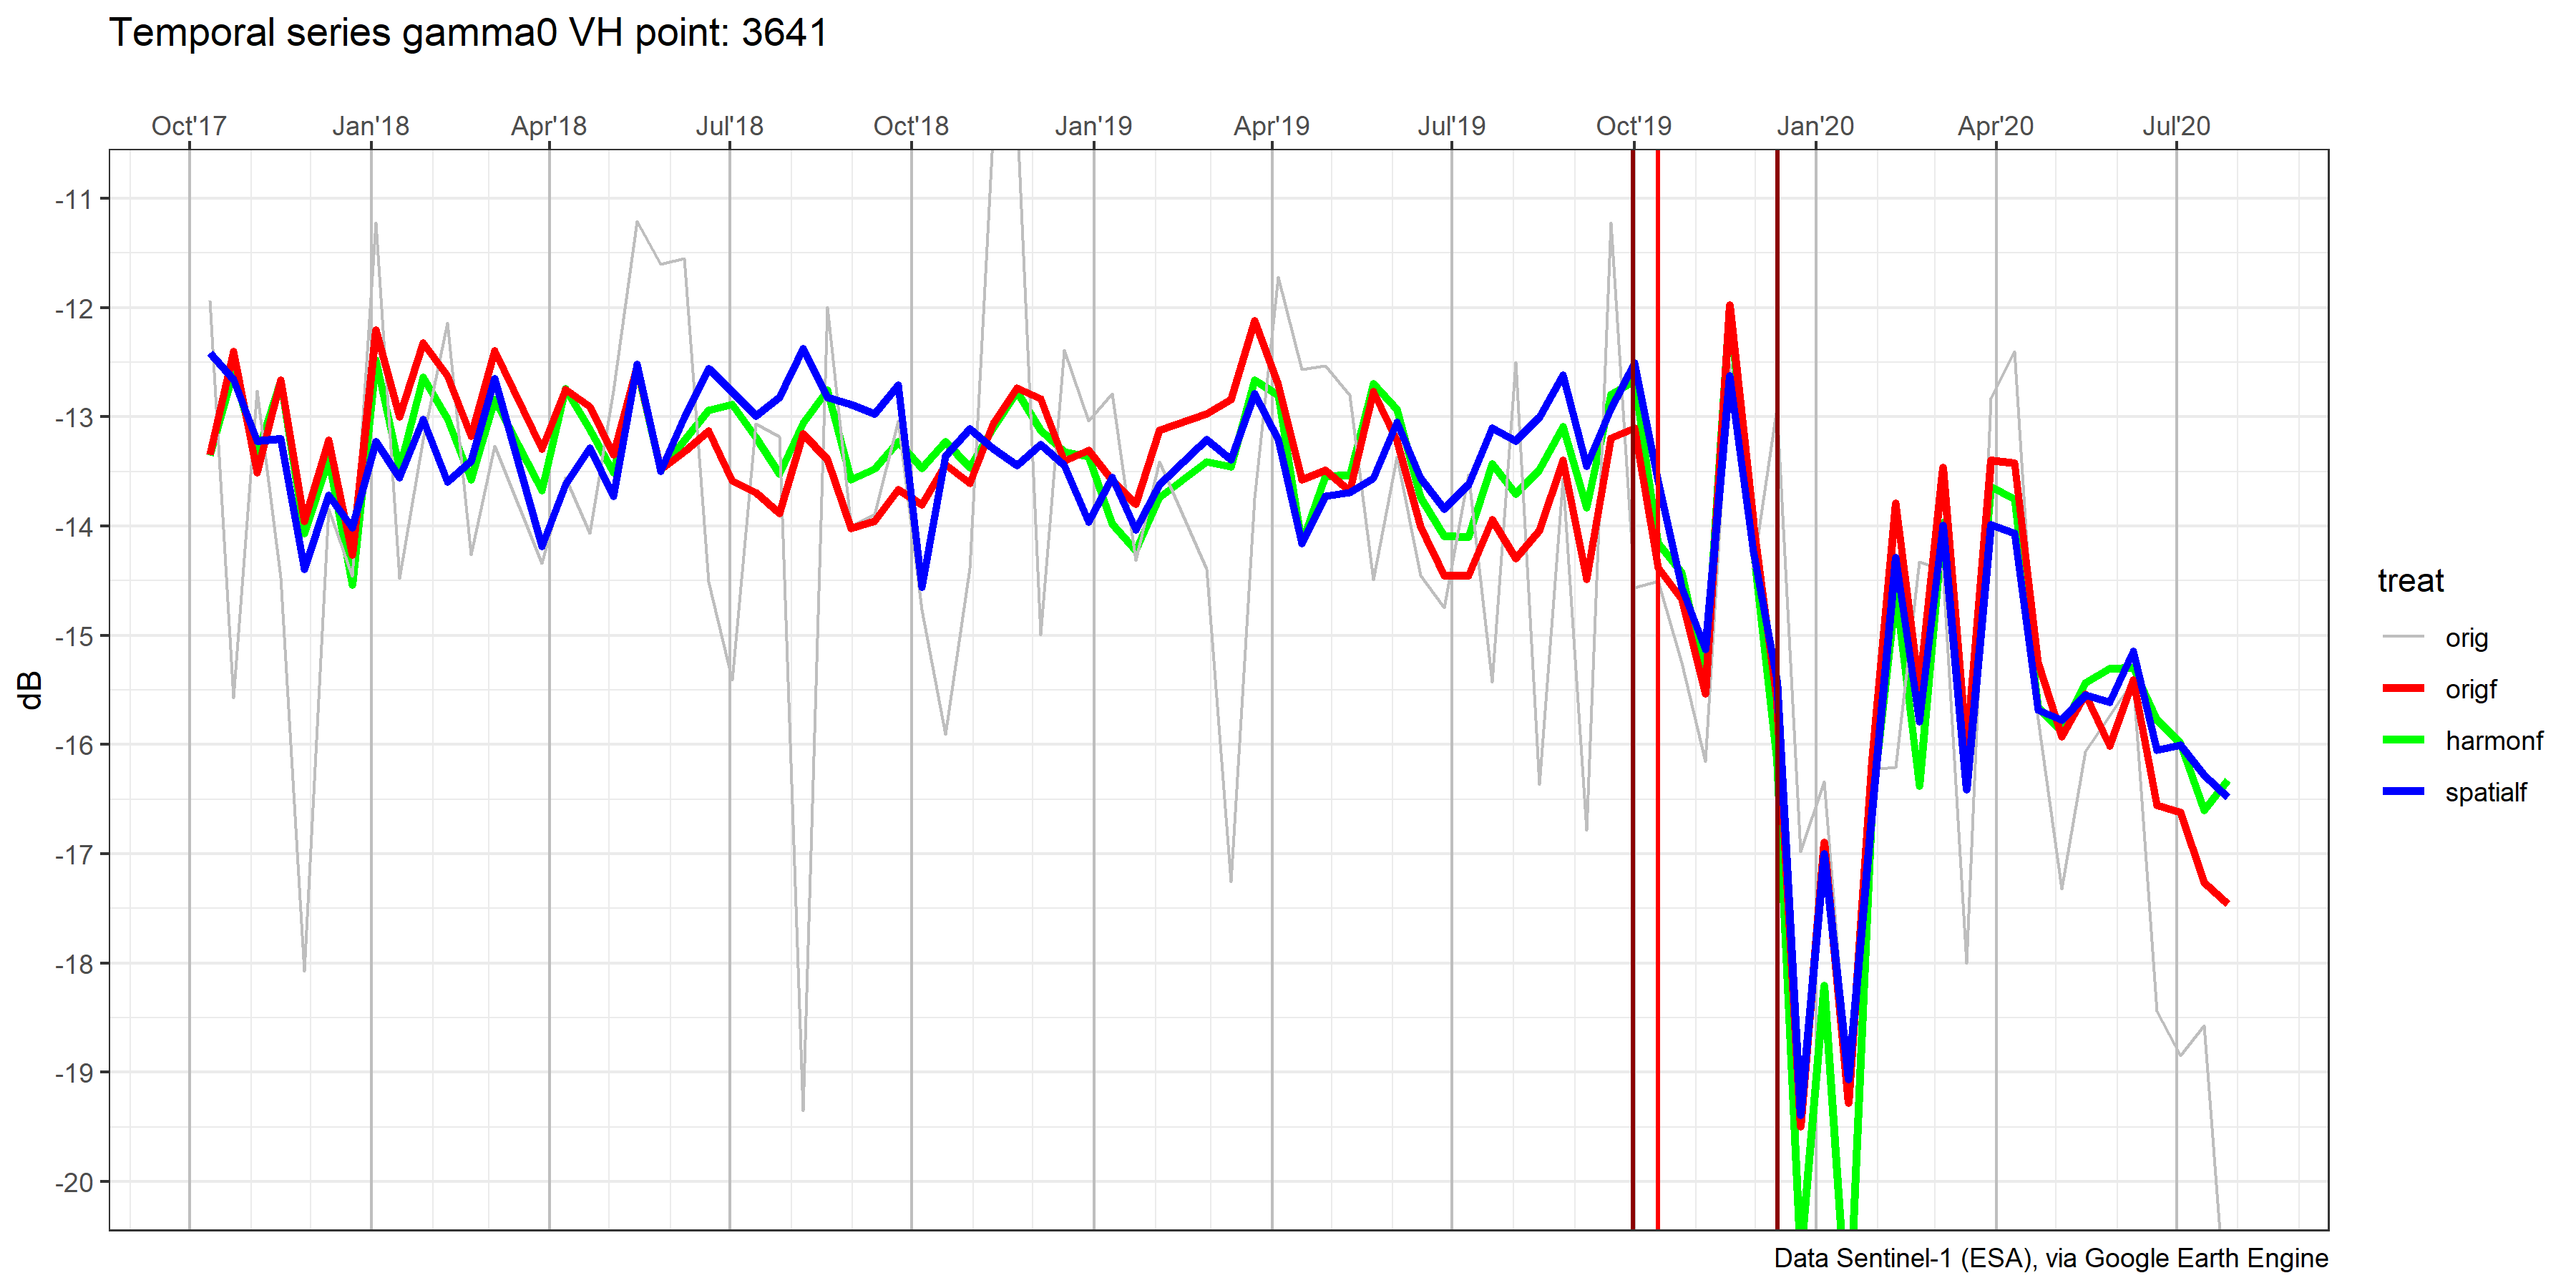 Temporal series gamma0 VH point: 3641
Oct'17 Jan'18 Apr'18 Jul'18 Oct'18 Jan'19 Apr'19 Jul'19 Oct'19 Jan'20 Apr'20 Jul'20
-11
-12
-13
-14
-15
-16
-17
-18
-19
-20
dB
treat
orig
origf
harmonf
spatialf
Data Sentinel-1 (ESA), via Google Earth Engine